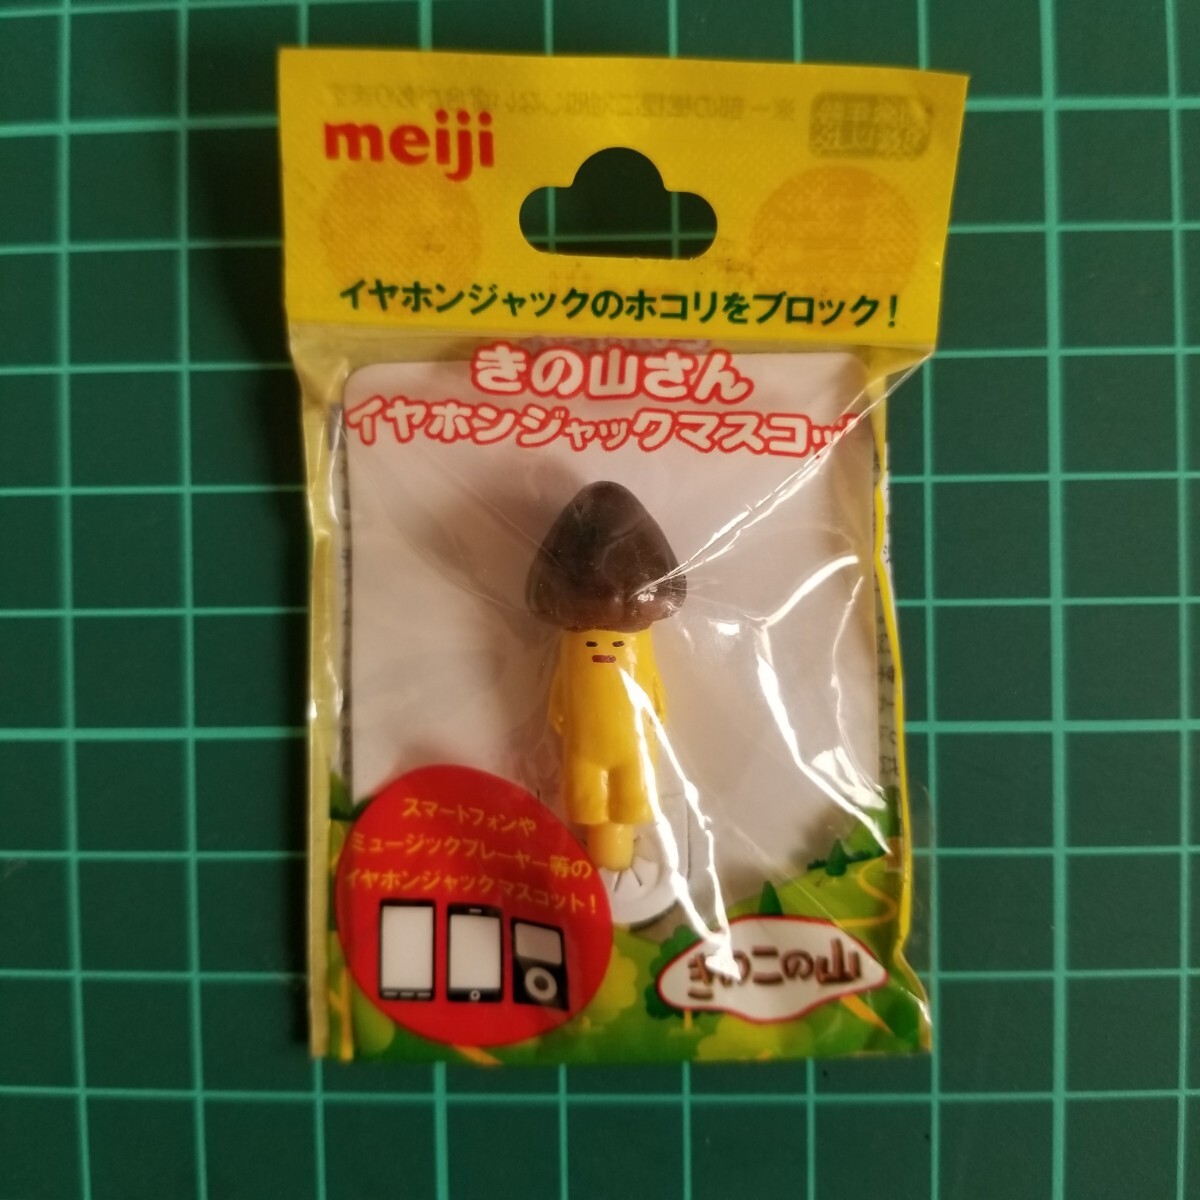 meiji
イヤホンジャックのホコリをブロック!
きの山さん
イヤホンジャックマスコット
スマートフォンや
ミュージックプレーヤー等の
イヤホンジャックマスコット!
きのこの山